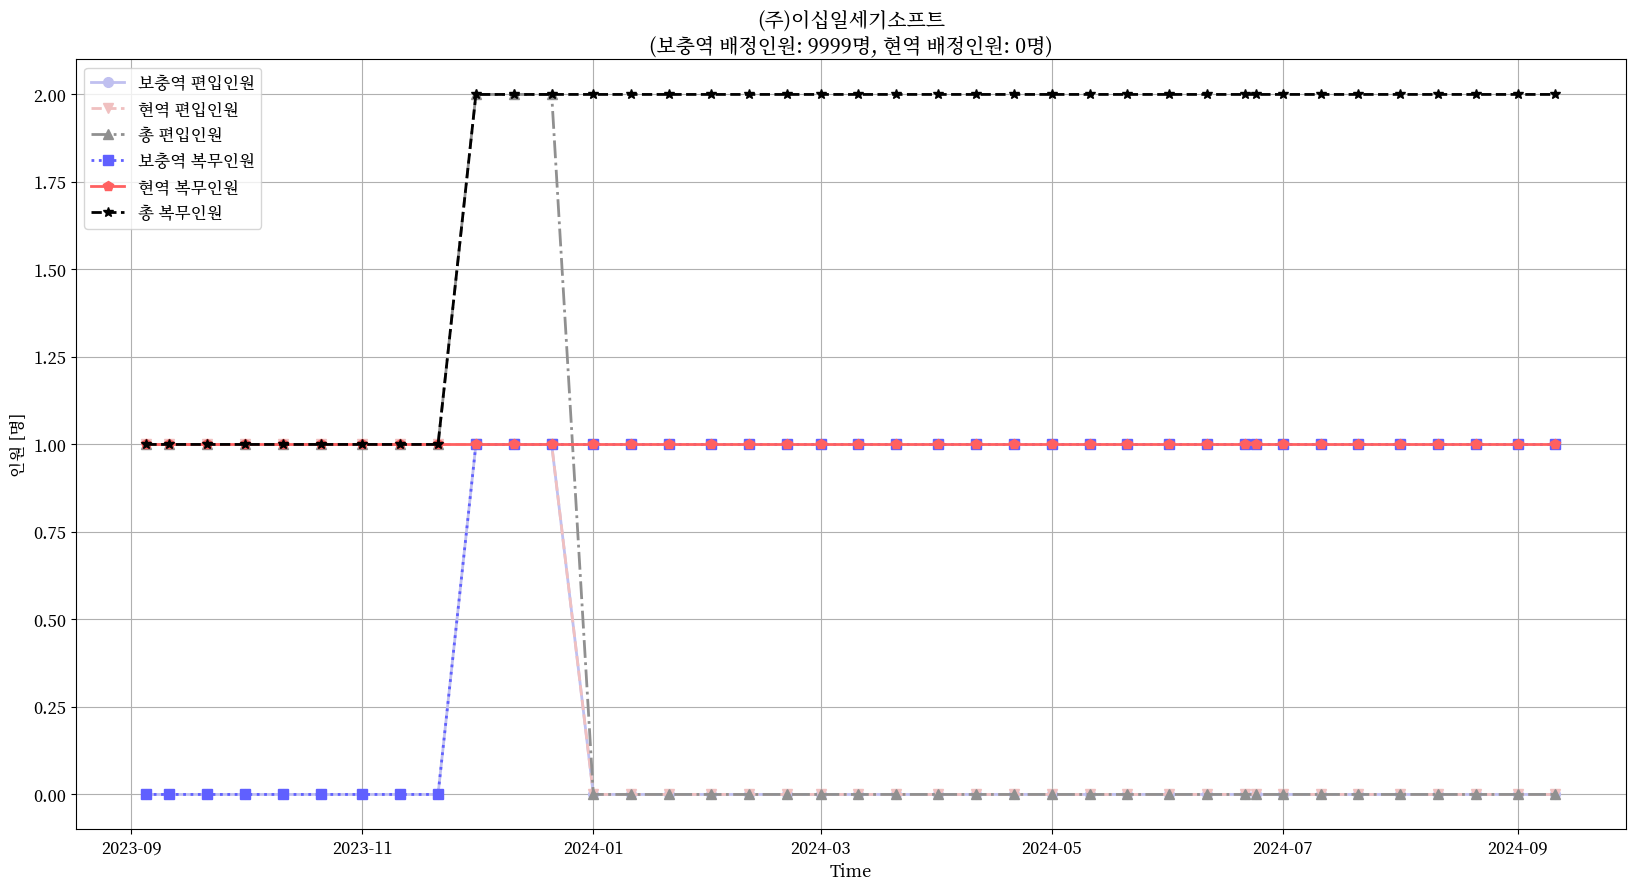 (주)이십일세기소프트
(보충역 배정인원: 9999명, 현역 배정인원: 0명)
보충역 편입인원
현역 편입인원
총 편입인원
보충역 복무인원
현역 복무인원
총 복무인원
인원 [명]
2.00
1.75
1.50
1.25
1.00
0.75
0.50
0.25
0.00
2023-09 2023-11 2024-01 2024-03 2024-05 2024-07 2024-09
Time